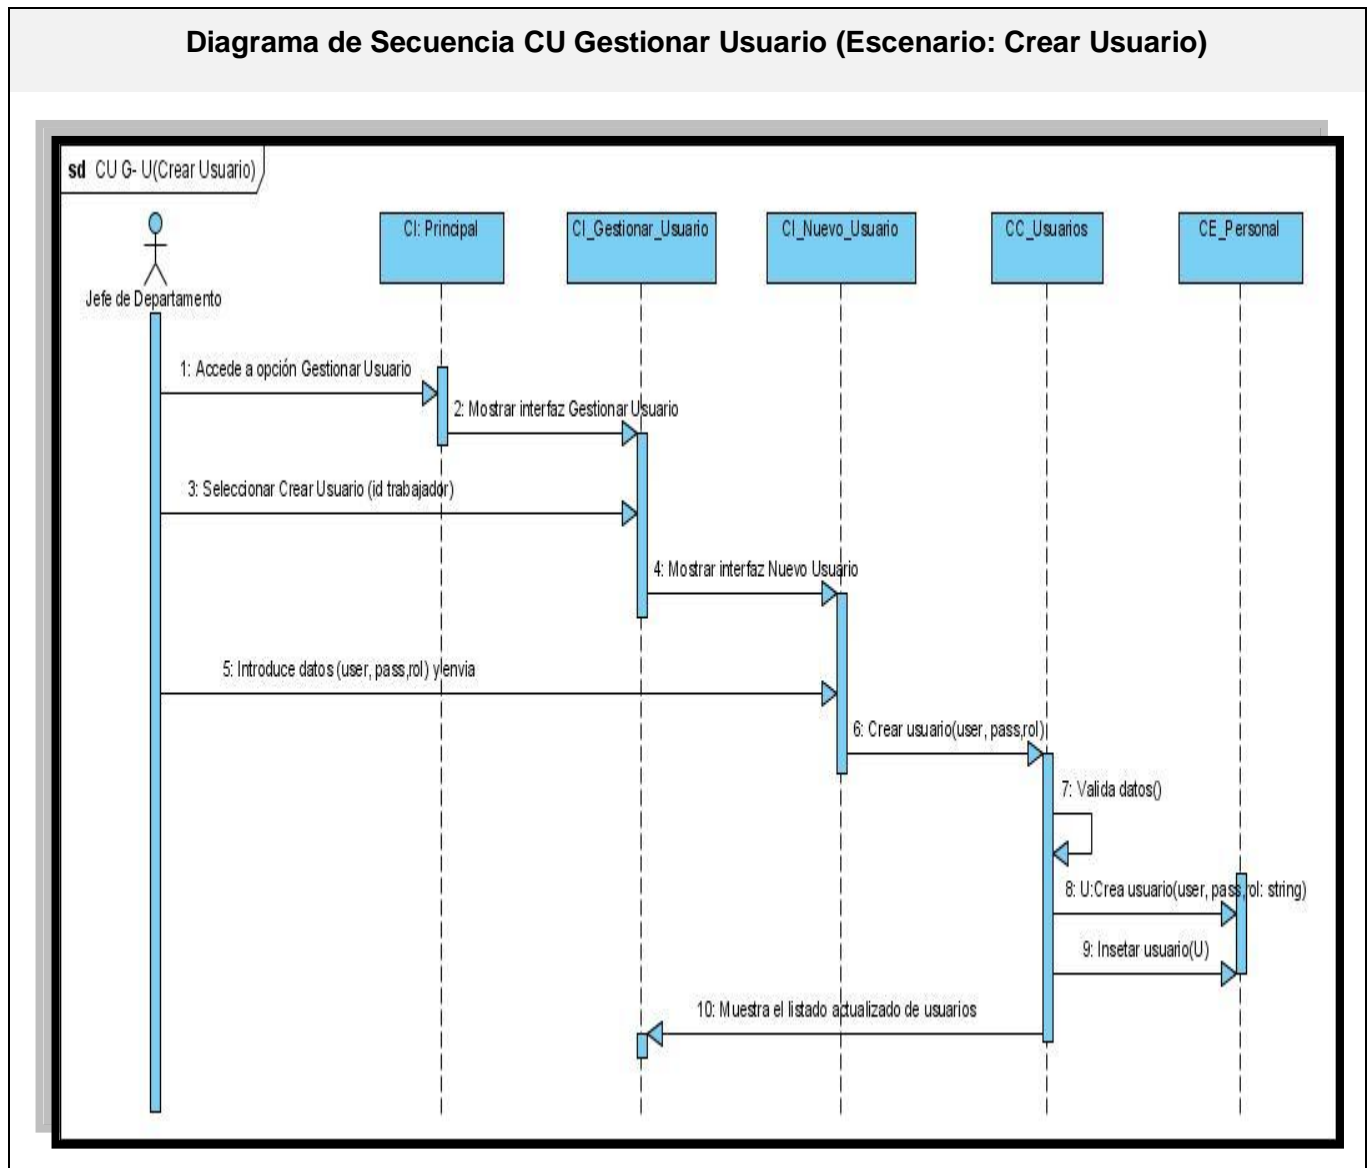 Diagrama de Secuencia CU Gestionar Usuario (Escenario: Crear Usuario)
sd CU G- U(Crear Usuario)
Jefe de Departamento
CI: Principal
CI_Gestionar_Usuario
CI_Nuevo_Usuario
CC_Usuarios
CE_Personal
1: Accede a opción Gestionar Usuario
2: Mostrar interfaz Gestionar Usuario
3: Seleccionar Crear Usuario (id trabajador)
4: Mostrar interfaz Nuevo Usuario
5: Introduce datos (user, pass,rol) y envia
6: Crear usuario(user, pass,rol)
7: Valida datos()
8: U:Crea usuario(user, pass,rol: string)
9: Insetar usuario(U)
10: Muestra el listado actualizado de usuarios